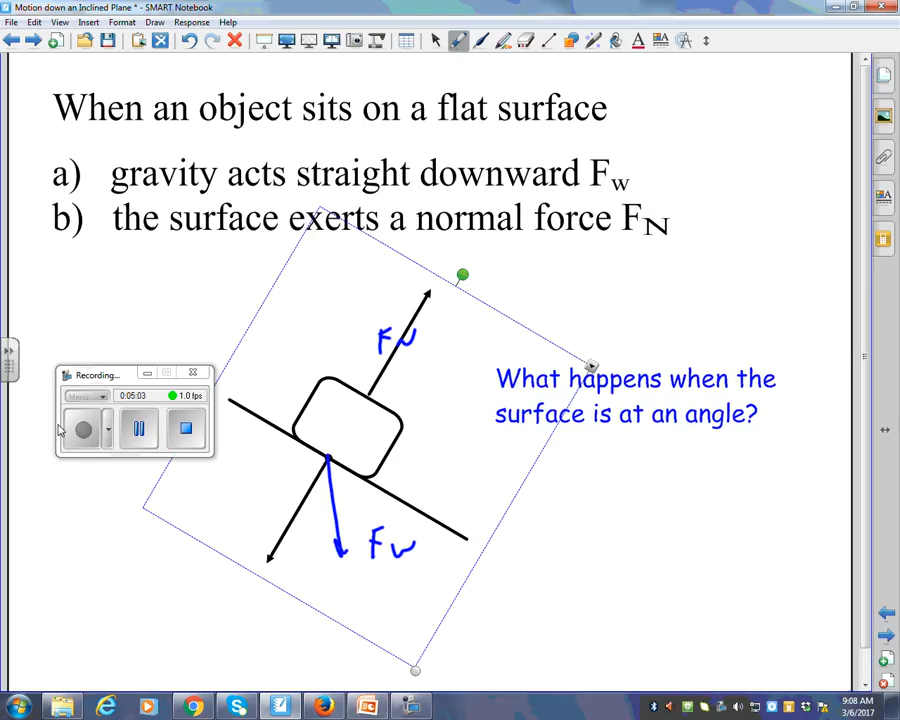 Motion down an Inclined Plane * - SMART Notebook
File Edit View Insert Format Draw Response Help
When an object sits on a flat surface
a) gravity acts straight downward Fw
b) the surface exerts a normal force FN
FN
Recording...
Menu 0:05:03 1.0 fps
What happens when the
surface is at an angle?
Fw
9:08 AM
3/6/2017